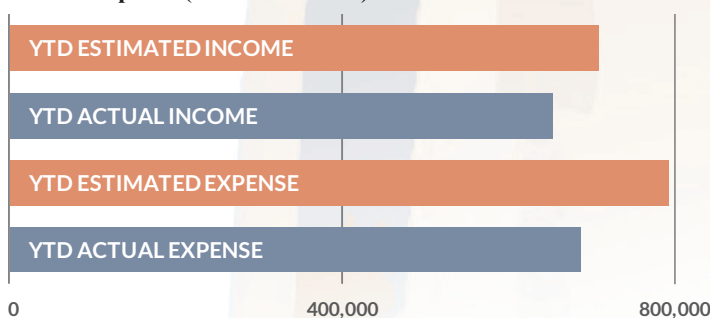 YTD ESTIMATED INCOME
YTD ACTUAL INCOME
YTD ESTIMATED EXPENSE
YTD ACTUAL EXPENSE
0 400,000 800,000